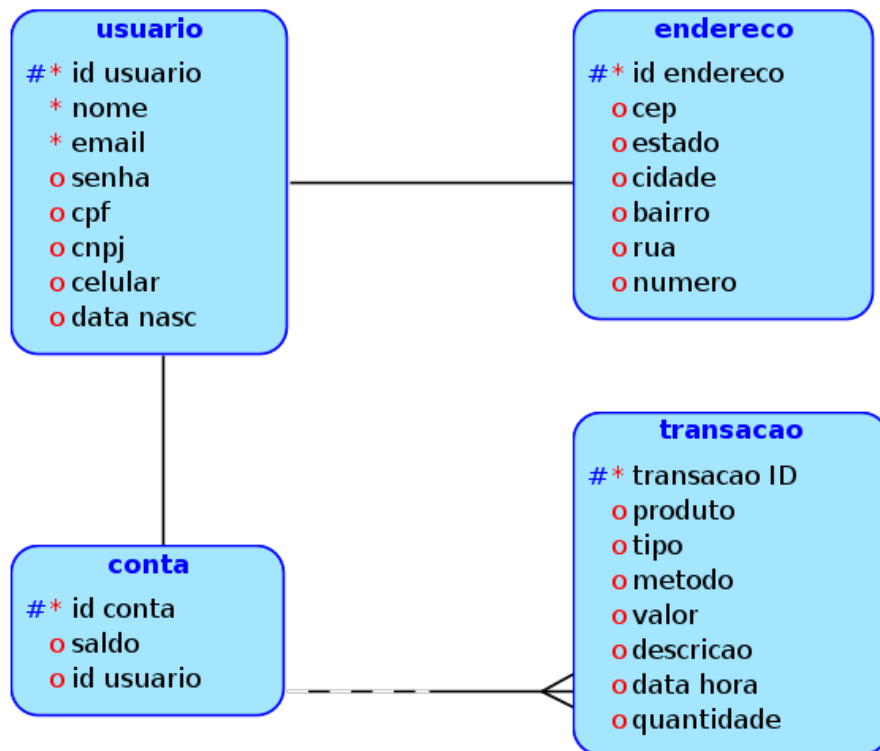 usuario
#* id usuario
* nome
* email
o senha
o cpf
o cnpj
o celular
o data nasc
endereco
#* id endereco
o cep
o estado
o cidade
o bairro
o rua
o numero
conta
#* id conta
o saldo
o id usuario
transacao
#* transacao ID
o produto
o tipo
o metodo
o valor
o descricao
o data hora
o quantidade